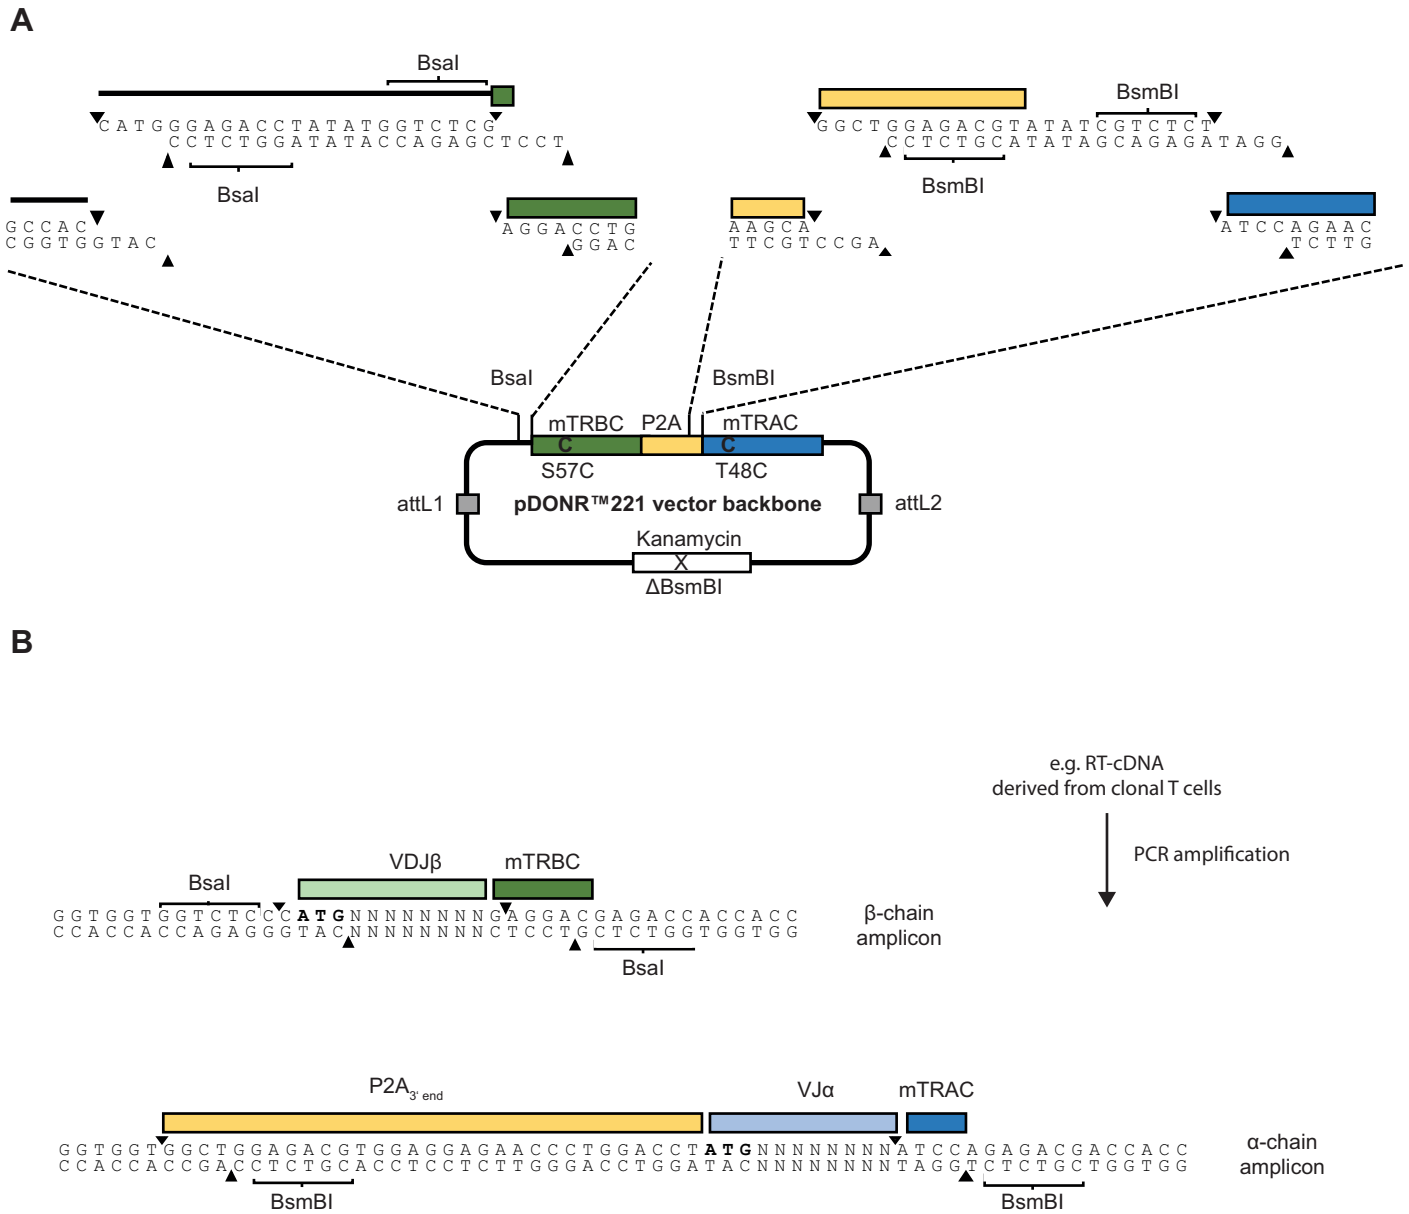 A
BsaI
BsmBI
CATGGGAGACCTATATGGTCTCG
CCTCTGGATATACCAGAGCTCCT
BsaI
GGCTGGAGACGTATATCGTCTCT
CCTCTGCATATAGCAGAGATAGG
BsmBI
GCCAC
CGGTGGTAC
AGGACCTG
GGAC
AAGCA
TTCGTCCGA
ATCCAGAAC
TCTTG
BsaI
BsmBI
mTRBC P2A mTRAC
C C
S57C T48C
attL1 pDONR™221 vector backbone attL2
Kanamycin
X
ΔBsmBI
B
e.g. RT-cDNA
derived from clonal T cells
PCR amplification
VDJβ mTRBC
BsaI
GGTGGTGGTCTCCCATGNNNNNNNNGAGGACGAGACCACCACC
CCACCACCAGAGGGTACNNNNNNNNCTCCTGCTCTGGTGGTGG
BsaI
β-chain
amplicon
P2A3' end VJα mTRAC
GGTGGTGGCTGGAGACGTGGAGGAGAACCCTGGACCTATGNNNNNNNNATCCAGAGACGACCACC
CCACCACCGACCTCTGCACCTCCTCTTGGGACCTGGATACNNNNNNNNTAGGTCTCTGCTGGTGG
BsmBI BsmBI
α-chain
amplicon